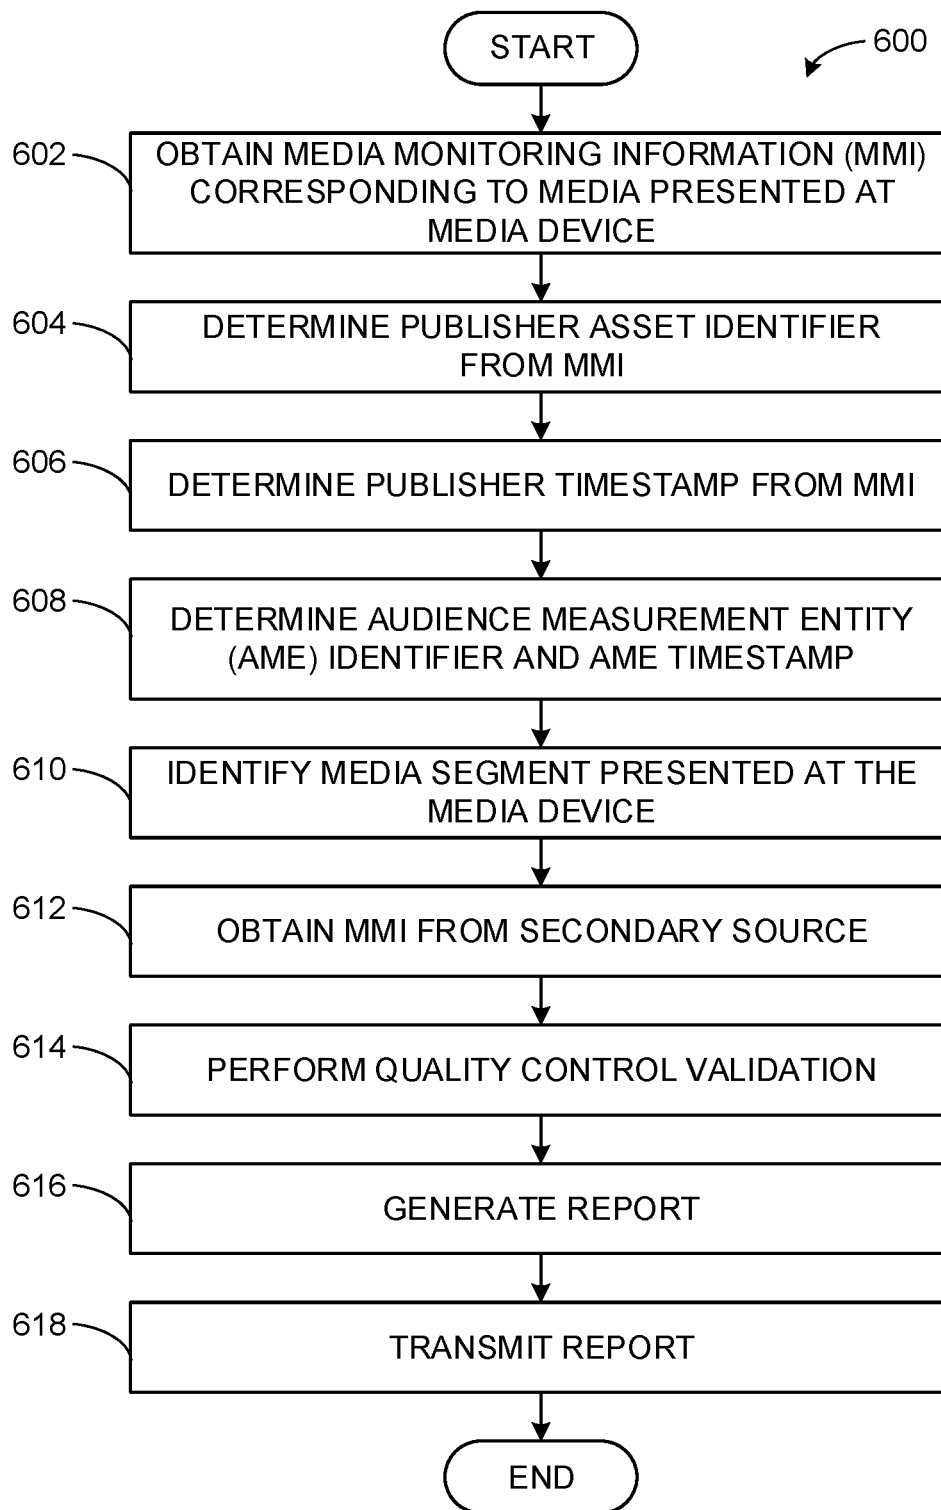 START
600
602
OBTAIN MEDIA MONITORING INFORMATION (MMI)
CORRESPONDING TO MEDIA PRESENTED AT
MEDIA DEVICE
604
DETERMINE PUBLISHER ASSET IDENTIFIER
FROM MMI
606
DETERMINE PUBLISHER TIMESTAMP FROM MMI
608
DETERMINE AUDIENCE MEASUREMENT ENTITY
(AME) IDENTIFIER AND AME TIMESTAMP
610
IDENTIFY MEDIA SEGMENT PRESENTED AT THE
MEDIA DEVICE
612
OBTAIN MMI FROM SECONDARY SOURCE
614
PERFORM QUALITY CONTROL VALIDATION
616
GENERATE REPORT
618
TRANSMIT REPORT
END